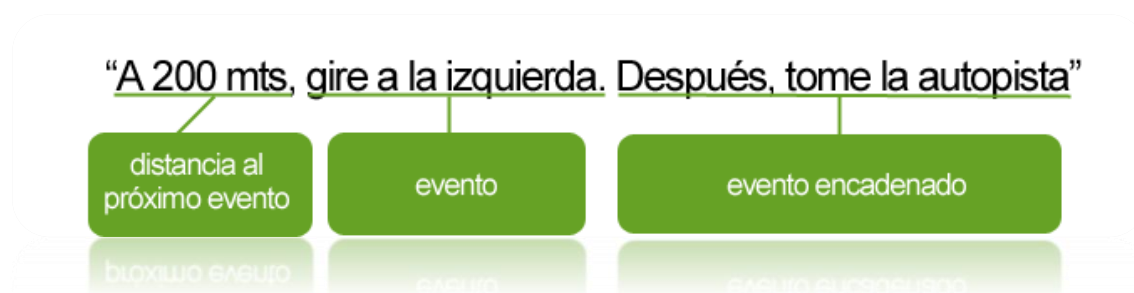 “A 200 mts, gire a la izquierda. Después, tome la autopista”
distancia al
próximo evento
evento
evento encadenado